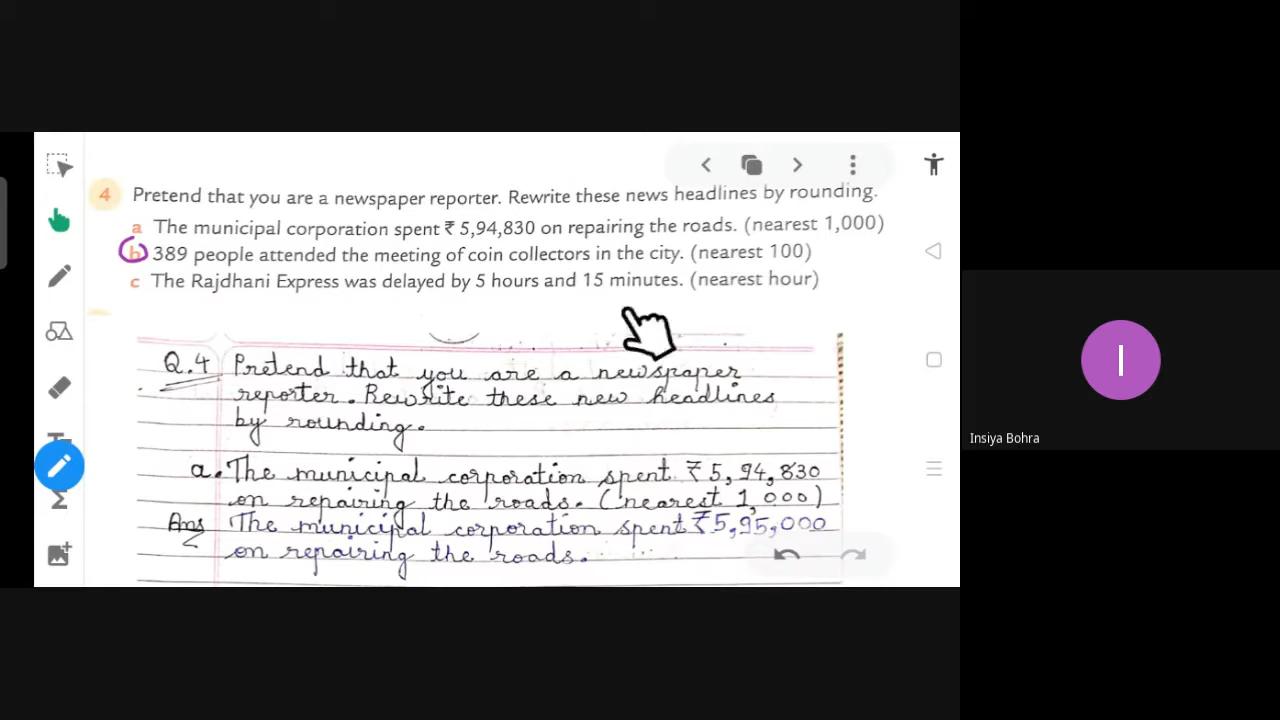 4 Pretend that you are a newspaper reporter. Rewrite these news headlines by rounding.
a The municipal corporation spent ₹ 5,94,830 on repairing the roads. (nearest 1,000)
b 389 people attended the meeting of coin collectors in the city. (nearest 100)
c The Rajdhani Express was delayed by 5 hours and 15 minutes. (nearest hour)
Q.4 Pretend that you are a newspaper
reporter. Rewrite these new headlines
by rounding.
a. The municipal corporation spent ₹ 5,94,830
on repairing the roads. (nearest 1,000)
Ans The municipal corporation spent ₹5,95,000
on repairing the roads.
I
Insiya Bohra